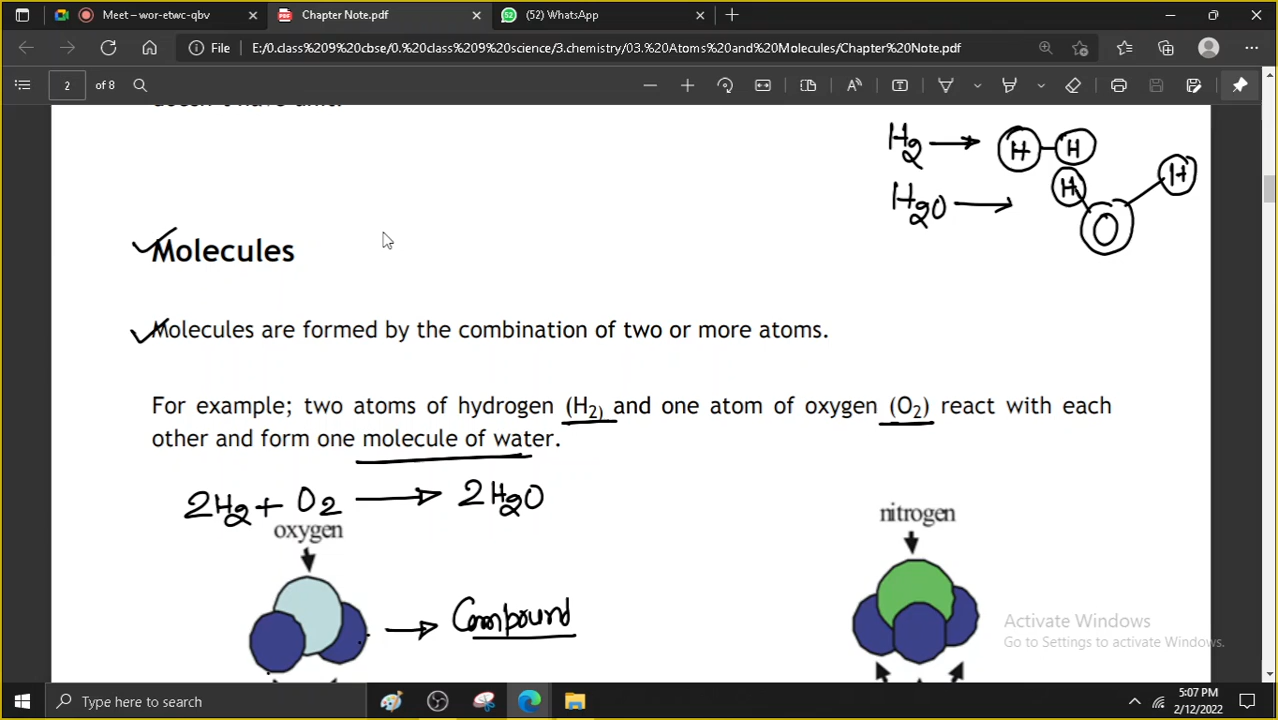 Meet – wor-etwc-qbv
Chapter Note.pdf
(52) WhatsApp
File
E:/0.class%209%20cbse/0.%20class%209%20science/3.chemistry/03.%20Atoms%20and%20Molecules/Chapter%20Note.pdf
2 of 8
H2 → H H
H2O → H O H
Molecules
Molecules are formed by the combination of two or more atoms.
For example; two atoms of hydrogen (H2) and one atom of oxygen (O2) react with each
other and form one molecule of water.
2H2 + O2 → 2H2O
oxygen
nitrogen
→ Compound
Activate Windows
Go to Settings to activate Windows.
Type here to search
5:07 PM
2/12/2022